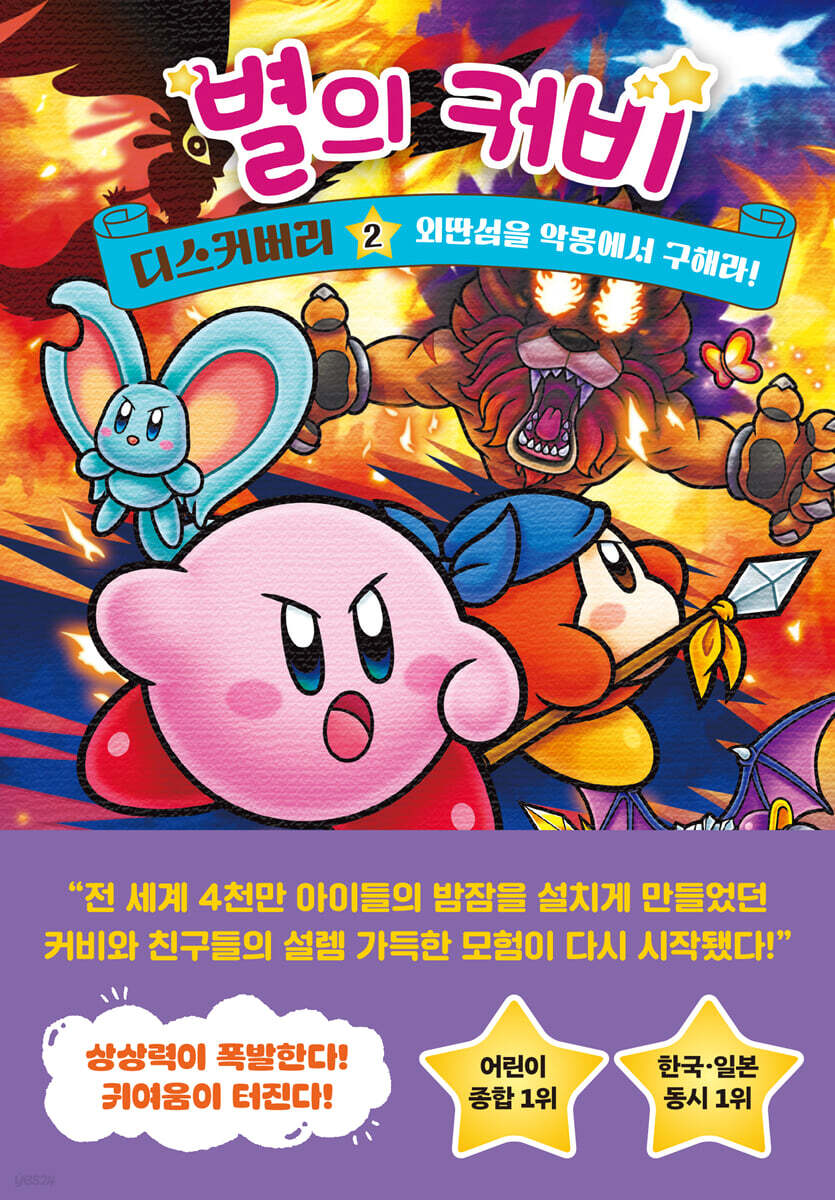 별의 커비
디스커버리 2 외딴섬을 악몽에서 구해라!
“전 세계 4천만 아이들의 밤잠을 설치게 만들었던
커비와 친구들의 설렘 가득한 모험이 다시 시작됐다!”
상상력이 폭발한다!
귀여움이 터진다!
어린이
종합 1위
한국·일본
동시 1위
yes24